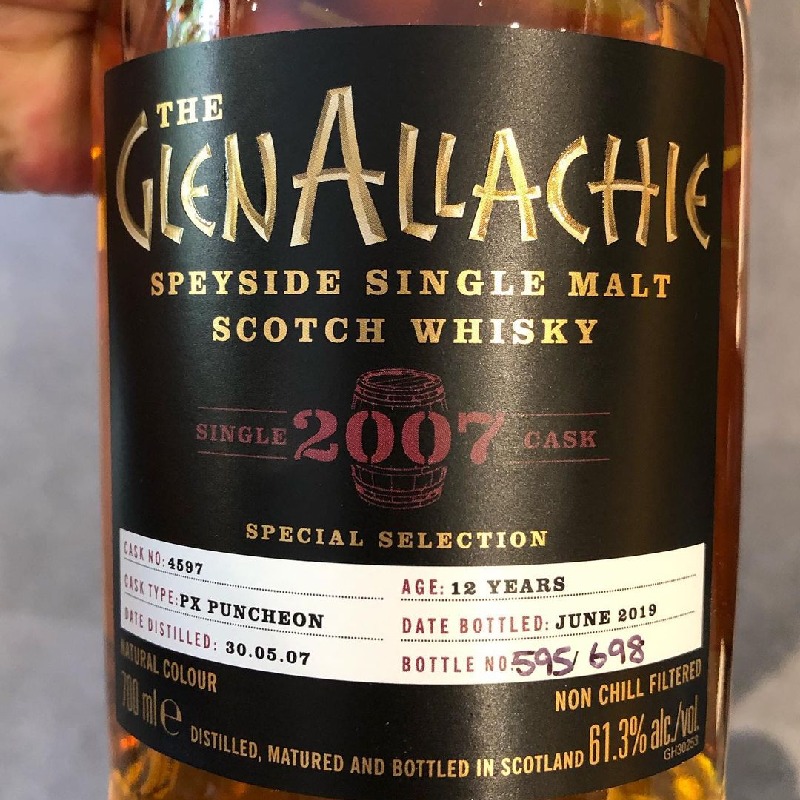 THE
GLENALLACHIE
SPEYSIDE SINGLE MALT
SCOTCH WHISKY
SINGLE 2007 CASK
SPECIAL SELECTION
CASK NO: 4597
CASK TYPE: PX PUNCHEON
DATE DISTILLED: 30.05.07
AGE: 12 YEARS
DATE BOTTLED: JUNE 2019
BOTTLE NO: 595/698
NATURAL COLOUR
700 ml e
NON CHILL FILTERED
61.3% alc./vol.
GH30253
DISTILLED, MATURED AND BOTTLED IN SCOTLAND